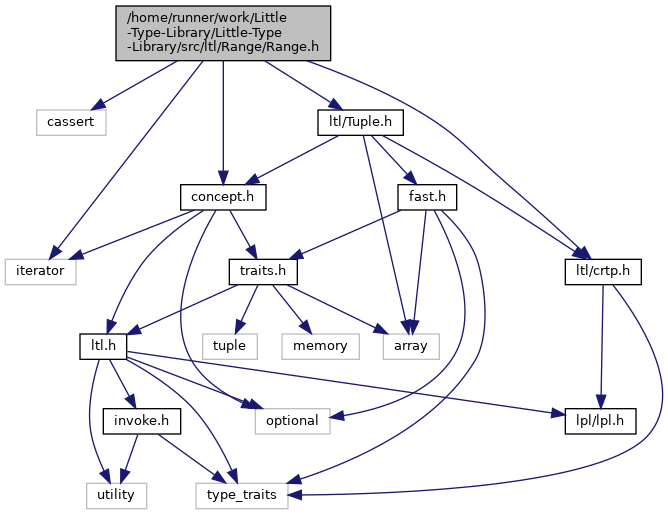 /home/runner/work/Little
-Type-Library/Little-Type
-Library/src/ltl/Range/Range.h
cassert
ltl/Tuple.h
concept.h
fast.h
iterator
traits.h
ltl/crtp.h
ltl.h
tuple
memory
array
invoke.h
optional
lpl/lpl.h
utility
type_traits